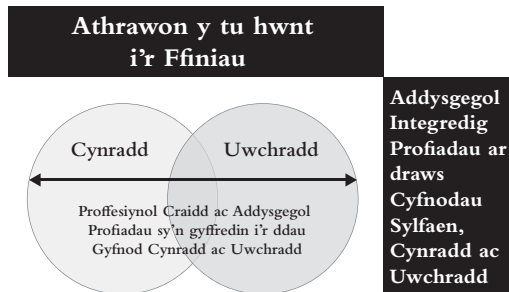 Athrawon y tu hwnt
i'r Ffiniau
Cynradd
Uwchradd
Proffesiynol Craidd ac Addysgegol
Profiadau sy'n gyffredin i'r ddau
Gyfnod Cynradd ac Uwchradd
Addysgegol
Integredig
Profiadau ar
draws
Cyfnodau
Sylfaen,
Cynradd ac
Uwchradd